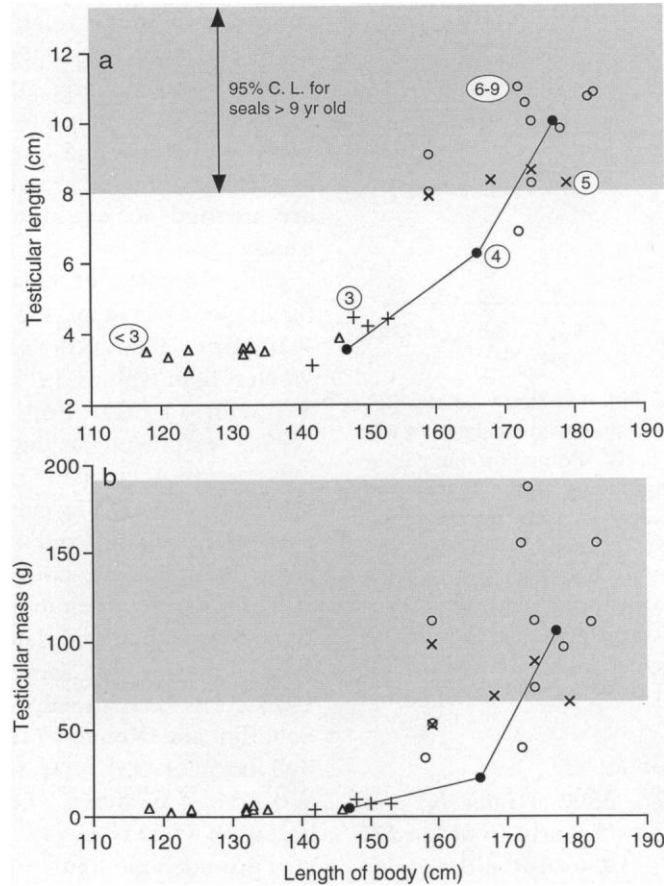 12
a
95% C. L. for
seals > 9 yr old
6-9
10
8
5
6
4
4
3
< 3
2
110 120 130 140 150 160 170 180 190
Testicular length (cm)
200
b
150
100
50
0
110 120 130 140 150 160 170 180 190
Testicular mass (g)
Length of body (cm)